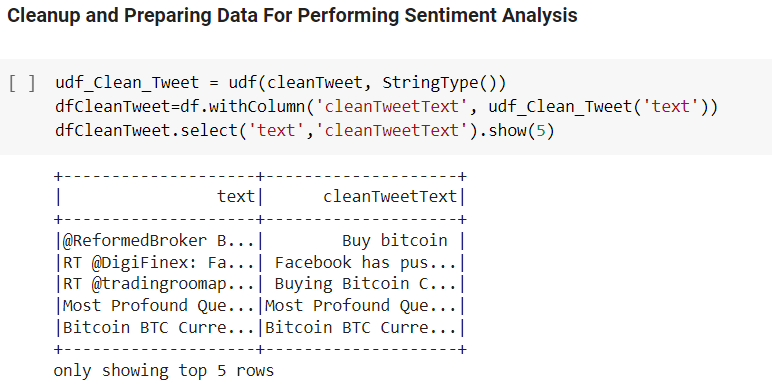 Cleanup and Preparing Data For Performing Sentiment Analysis
[ ] udf_Clean_Tweet = udf(cleanTweet, StringType())
dfCleanTweet=df.withColumn('cleanTweetText', udf_Clean_Tweet('text'))
dfCleanTweet.select('text','cleanTweetText').show(5)
+--------------------+--------------------+
|                text|      cleanTweetText|
+--------------------+--------------------+
|@ReformedBroker B...|        Buy bitcoin |
|RT @DigiFinex: Fa...| Facebook has pus...|
|RT @tradingroomap...| Buying Bitcoin C...|
|Most Profound Que...|Most Profound Que...|
|Bitcoin BTC Curre...|Bitcoin BTC Curre...|
+--------------------+--------------------+
only showing top 5 rows